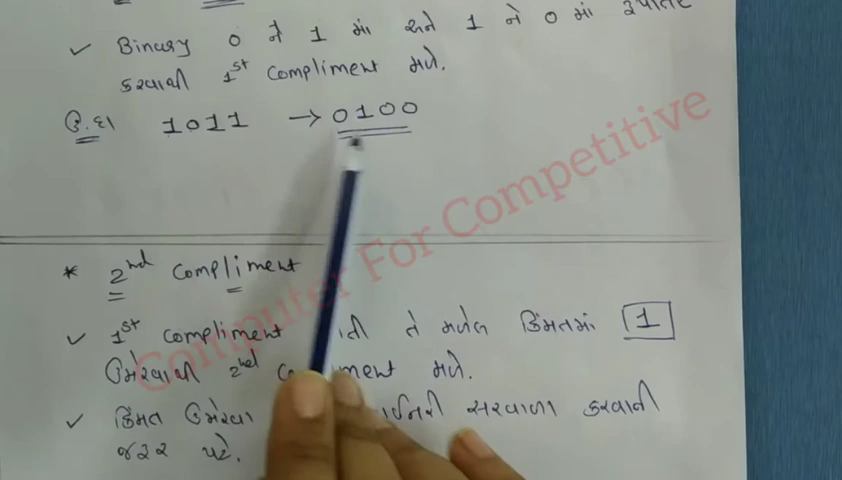 ✓ Binary 0 ને 1 માં અને 1 ને 0 માં રૂપાંતર
કરવાથી 1st Compliment મળે.
ઉ.દા 1011 → 0100
* 2nd Compliment
✓ 1st compliment તે મળેલ કિંમતમાં 1
ઉમેરવાથી 2nd Compliment મળે.
✓ કિંમત ઉમેરવા સરવાળા કરવાની
જરૂર પડે.
Computer For Competitive